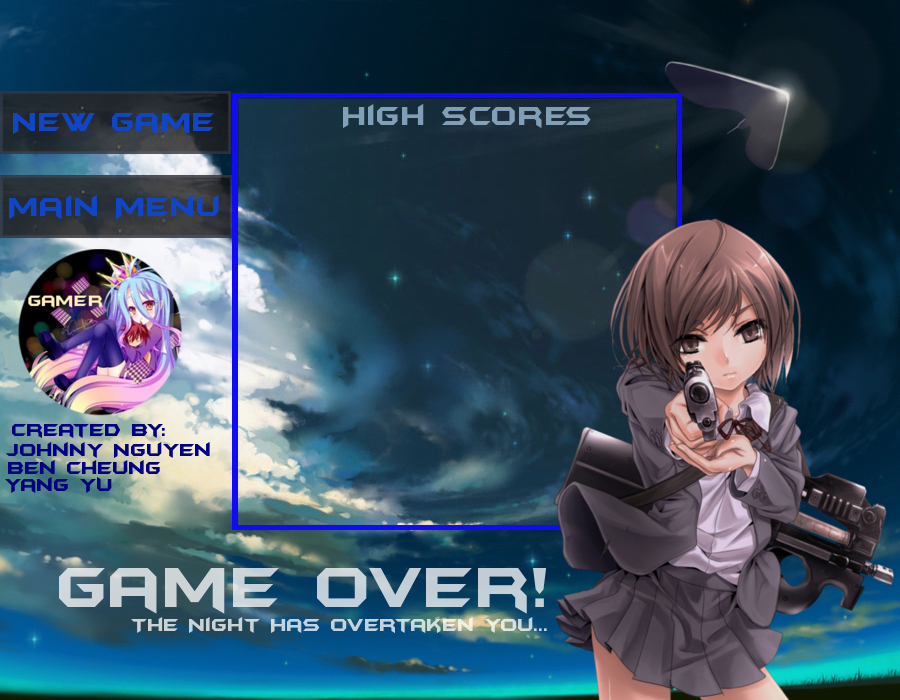 NEW GAME
HIGH SCORES
MAIN MENU
GAMER
CREATED BY:
JOHNNY NGUYEN
BEN CHEUNG
YANG YU
GAME OVER!
THE NIGHT HAS OVERTAKEN YOU...